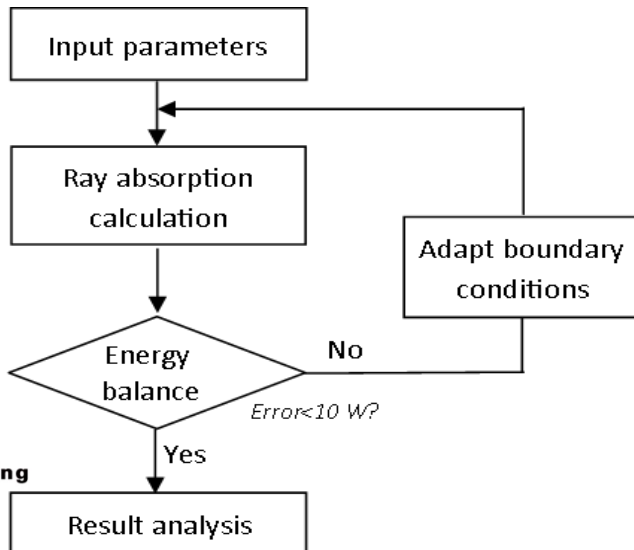 Input parameters
Ray absorption
calculation
Adapt boundary
conditions
Energy
balance
No
Error<10 W?
Yes
ng
Result analysis